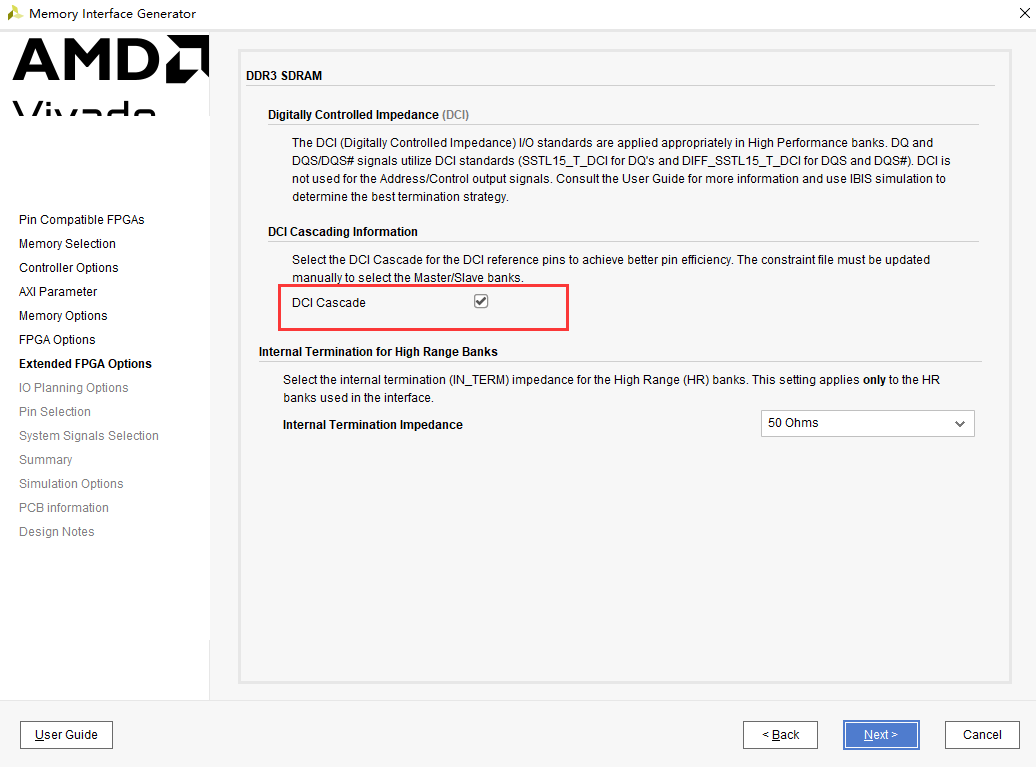 Memory Interface Generator
AMD
Vivado
Pin Compatible FPGAs
Memory Selection
Controller Options
AXI Parameter
Memory Options
FPGA Options
Extended FPGA Options
IO Planning Options
Pin Selection
System Signals Selection
Summary
Simulation Options
PCB information
Design Notes
DDR3 SDRAM
Digitally Controlled Impedance (DCI)
The DCI (Digitally Controlled Impedance) I/O standards are applied appropriately in High Performance banks. DQ and
DQS/DQS# signals utilize DCI standards (SSTL15_T_DCI for DQ's and DIFF_SSTL15_T_DCI for DQS and DQS#). DCI is
not used for the Address/Control output signals. Consult the User Guide for more information and use IBIS simulation to
determine the best termination strategy.
DCI Cascading Information
Select the DCI Cascade for the DCI reference pins to achieve better pin efficiency. The constraint file must be updated
manually to select the Master/Slave banks.
DCI Cascade
Internal Termination for High Range Banks
Select the internal termination (IN_TERM) impedance for the High Range (HR) banks. This setting applies only to the HR
banks used in the interface.
Internal Termination Impedance 50 Ohms
User Guide
< Back
Next >
Cancel